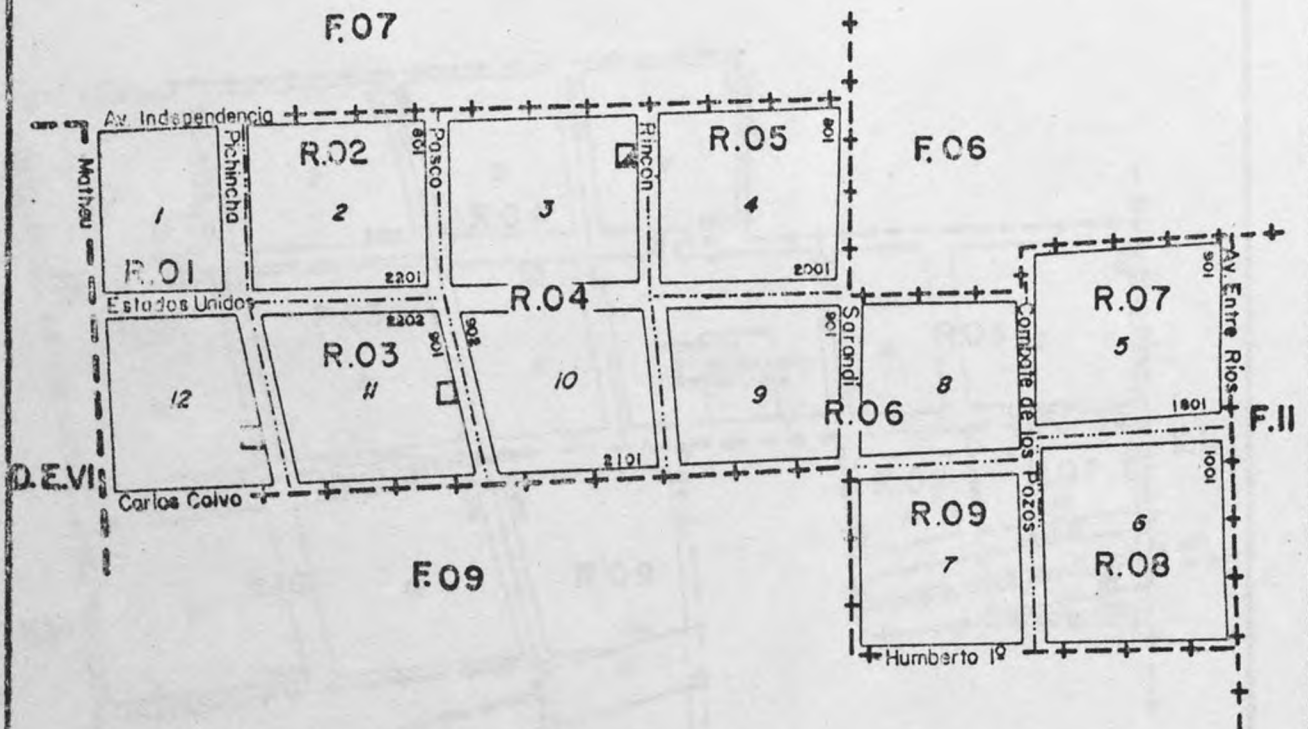 F.07
Av. Independencia
Matheu
Pichincha
R.02
801
Pasco
Rincón
R.05
801
F.06
1
2
3
4
R.01
Estados Unidos
2201
R.04
2001
R.07
901
Av. Entre Ríos
5
1801
F.11
2202
901
902
R.03
12
11
10
9
901
Sarandí
R.06
8
Combate de los Pozos
D.E.VI
Carlos Calvo
2101
F.09
R.09
7
6
1001
R.08
Humberto 1º